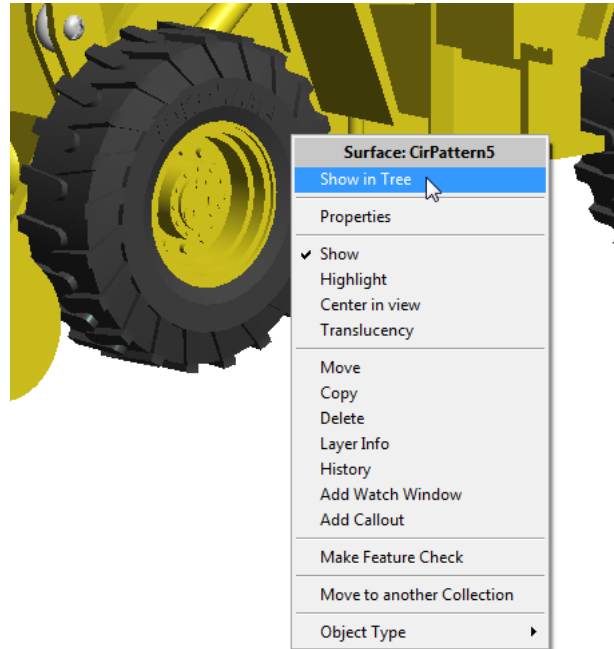 Surface: CirPattern5
Show in Tree
Properties
Show
Highlight
Center in view
Translucency
Move
Copy
Delete
Layer Info
History
Add Watch Window
Add Callout
Make Feature Check
Move to another Collection
Object Type